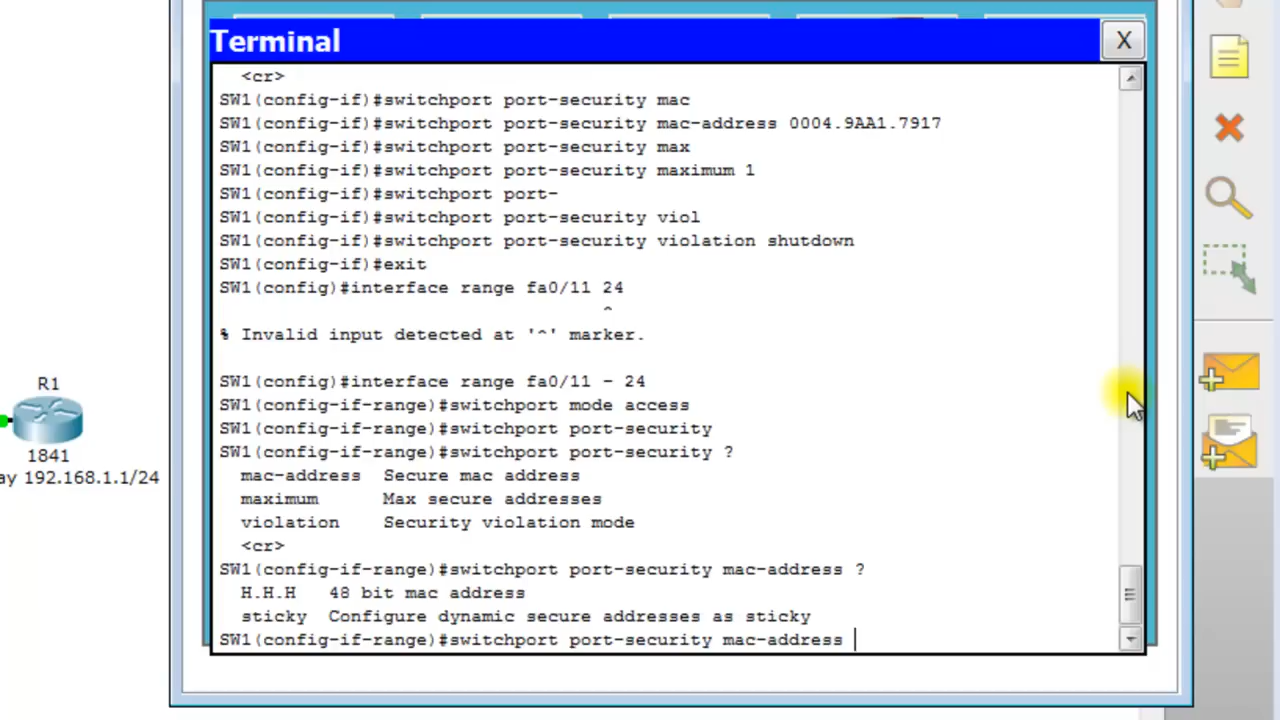 Terminal
X
<cr>
SW1(config-if)#switchport port-security mac
SW1(config-if)#switchport port-security mac-address 0004.9AA1.7917
SW1(config-if)#switchport port-security max
SW1(config-if)#switchport port-security maximum 1
SW1(config-if)#switchport port-
SW1(config-if)#switchport port-security viol
SW1(config-if)#switchport port-security violation shutdown
SW1(config-if)#exit
SW1(config)#interface range fa0/11 24
^
% Invalid input detected at '^' marker.
SW1(config)#interface range fa0/11 - 24
SW1(config-if-range)#switchport mode access
SW1(config-if-range)#switchport port-security
SW1(config-if-range)#switchport port-security ?
mac-address Secure mac address
maximum Max secure addresses
violation Security violation mode
<cr>
SW1(config-if-range)#switchport port-security mac-address ?
H.H.H 48 bit mac address
sticky Configure dynamic secure addresses as sticky
SW1(config-if-range)#switchport port-security mac-address
R1
1841
ay 192.168.1.1/24